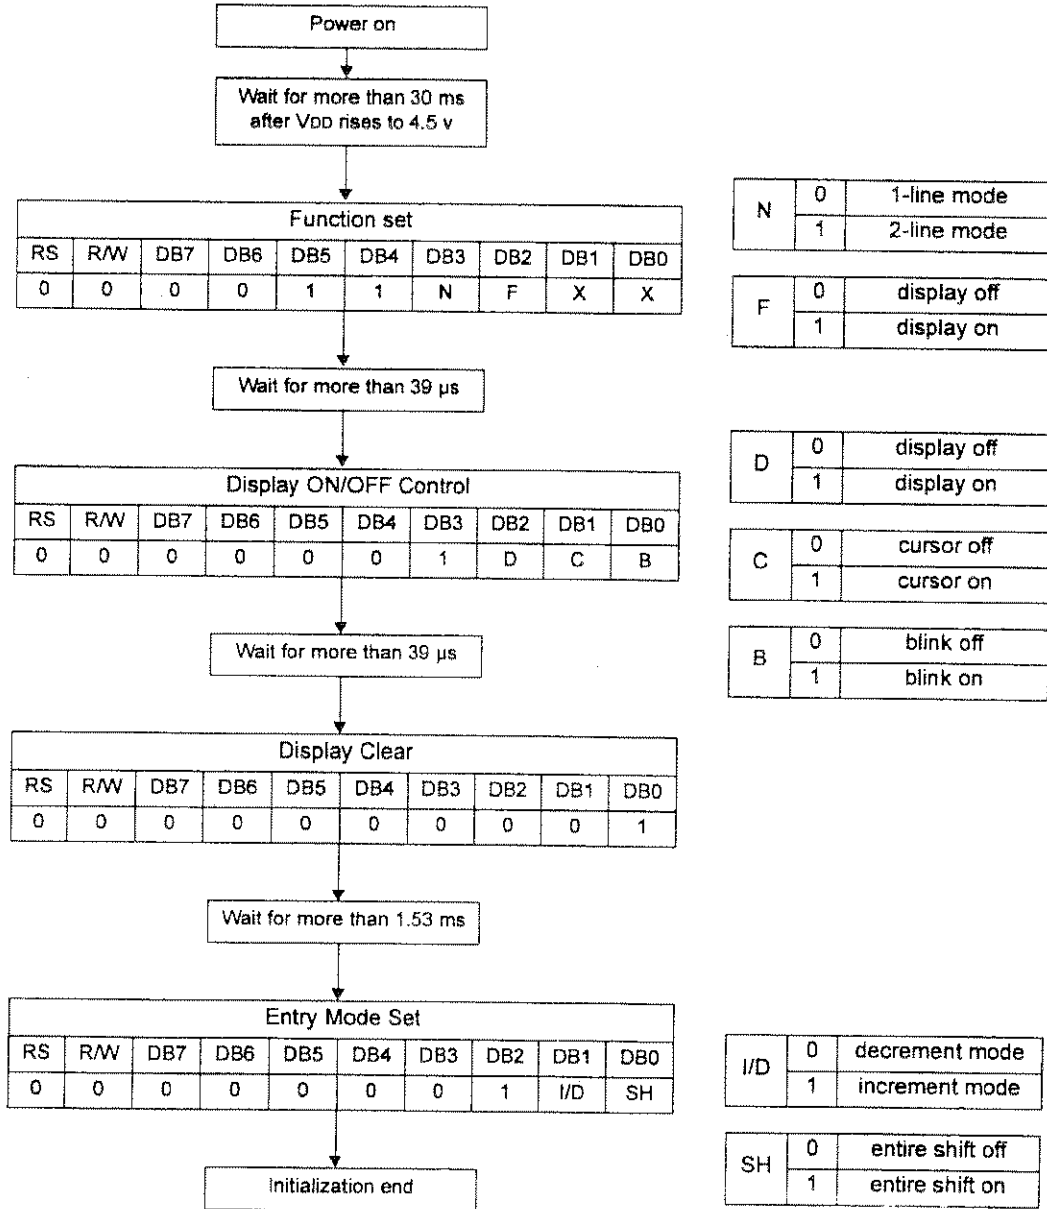 Power on
Wait for more than 30 ms
after VDD rises to 4.5 v
Function set
RS R/W DB7 DB6 DB5 DB4 DB3 DB2 DB1 DB0
0 0 0 0 1 1 N F X X
N 0 1-line mode
1 2-line mode
F 0 display off
1 display on
Wait for more than 39 µs
Display ON/OFF Control
RS R/W DB7 DB6 DB5 DB4 DB3 DB2 DB1 DB0
0 0 0 0 0 0 1 D C B
D 0 display off
1 display on
C 0 cursor off
1 cursor on
B 0 blink off
1 blink on
Wait for more than 39 µs
Display Clear
RS R/W DB7 DB6 DB5 DB4 DB3 DB2 DB1 DB0
0 0 0 0 0 0 0 0 0 1
Wait for more than 1.53 ms
Entry Mode Set
RS R/W DB7 DB6 DB5 DB4 DB3 DB2 DB1 DB0
0 0 0 0 0 0 0 1 I/D SH
I/D 0 decrement mode
1 increment mode
SH 0 entire shift off
1 entire shift on
Initialization end